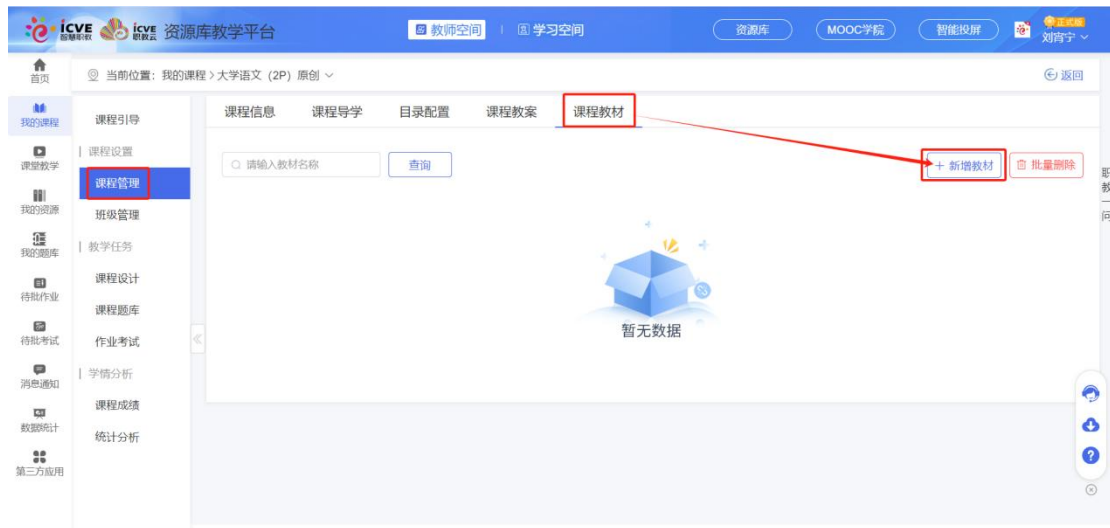 icve 智慧职教 icve 职教云 资源库教学平台 教师空间 学习空间 资源库 MOOC学院 智能投屏 正式版 刘宵宁
首页 当前位置：我的课程 > 大学语文（2P）原创 返回
我的课程
课堂教学
我的资源
我的题库
待批作业
待批考试
消息通知
数据统计
第三方应用
课程引导
课程设置
课程管理
班级管理
教学任务
课程设计
课程题库
作业考试
学情分析
课程成绩
统计分析
课程信息 课程导学 目录配置 课程教案 课程教材
请输入教材名称 查询 + 新增教材 批量删除
暂无数据
职教一问